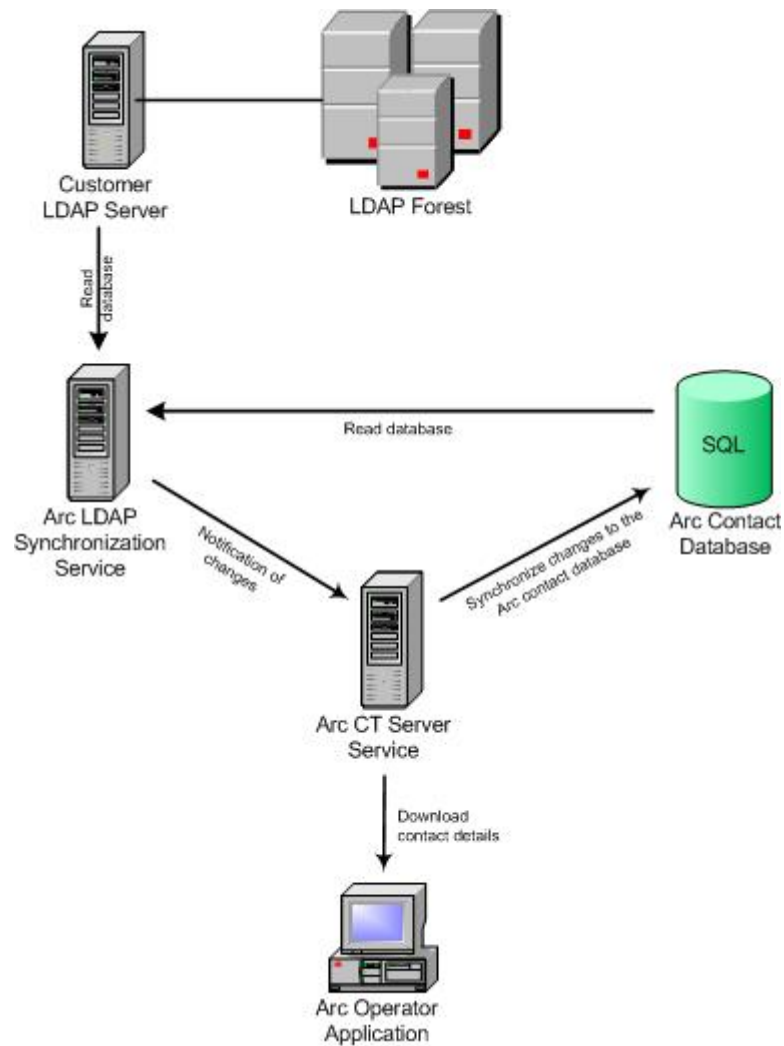 Customer
LDAP Server
LDAP Forest
Read
database
Read database
SQL
Arc LDAP
Synchronization
Service
Arc Contact
Database
Notification of
changes
Synchronize changes to the
Arc contact database
Arc CT Server
Service
Download
contact details
Arc Operator
Application